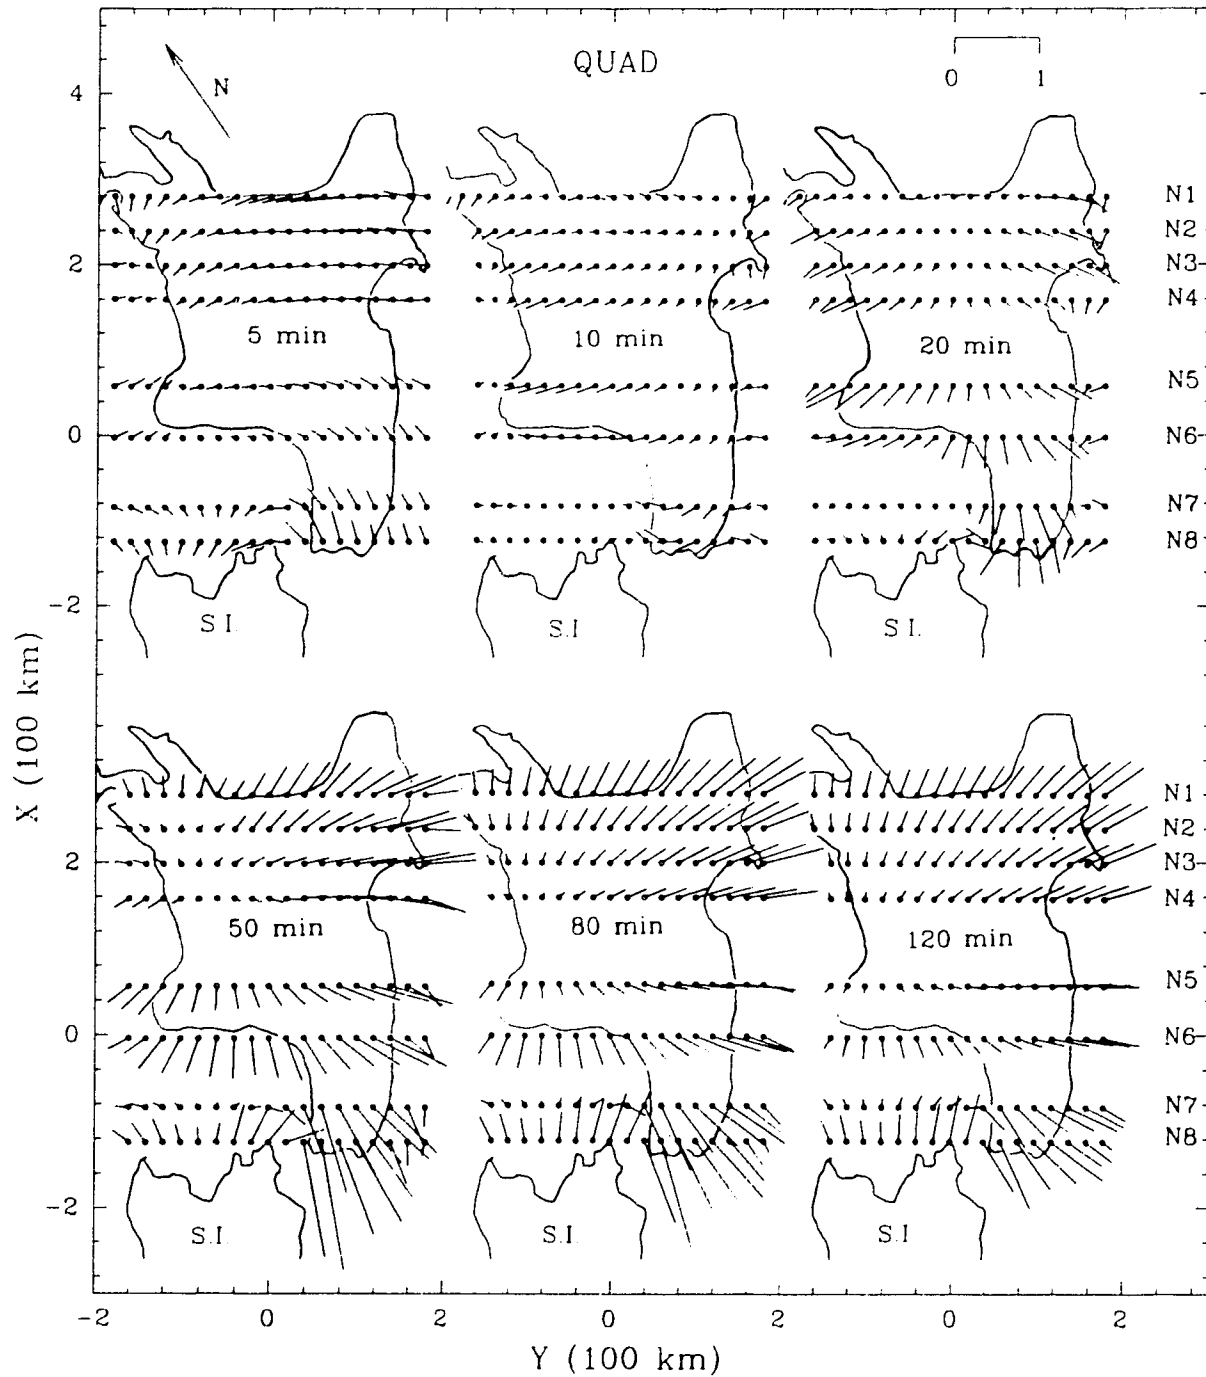 QUAD
N
0 1
4
N1
N2
2 N3
N4
5 min 10 min 20 min
N5
0 N6
N7
N8
-2
S I. S.I S I.
N1
N2
2 N3
N4
50 min 80 min 120 min
N5
0 N6
N7
N8
-2
S.I. S.I S.I
-2 0 2 0 0 2
X (100 km)
Y (100 km)